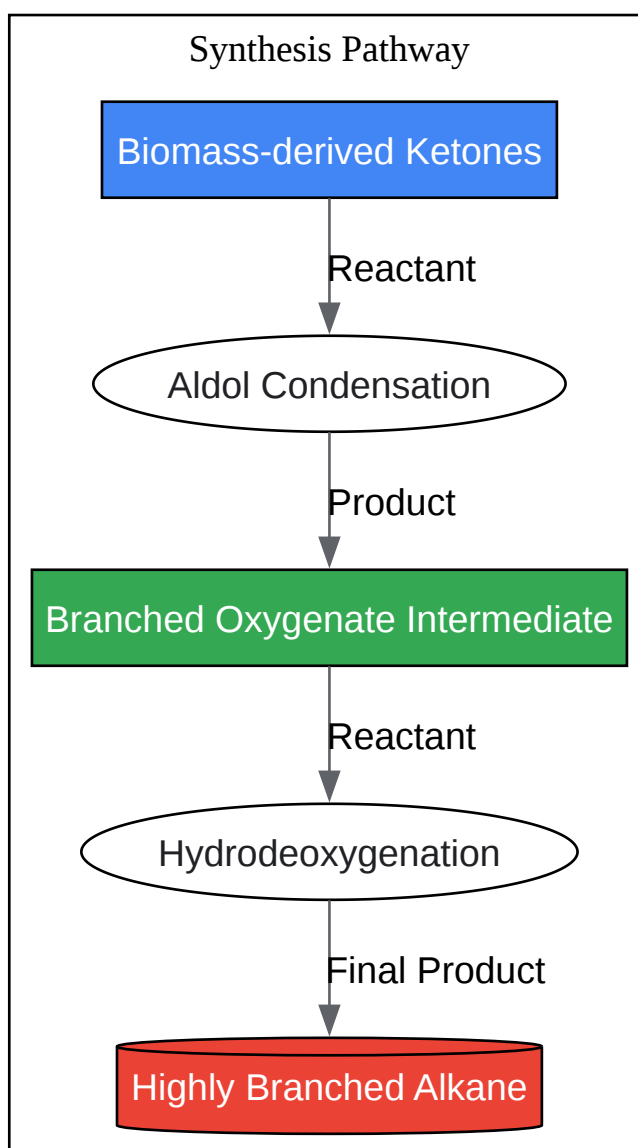 Synthesis Pathway
Biomass-derived Ketones
Reactant
Aldol Condensation
Product
Branched Oxygenate Intermediate
Reactant
Hydrodeoxygenation
Final Product
Highly Branched Alkane